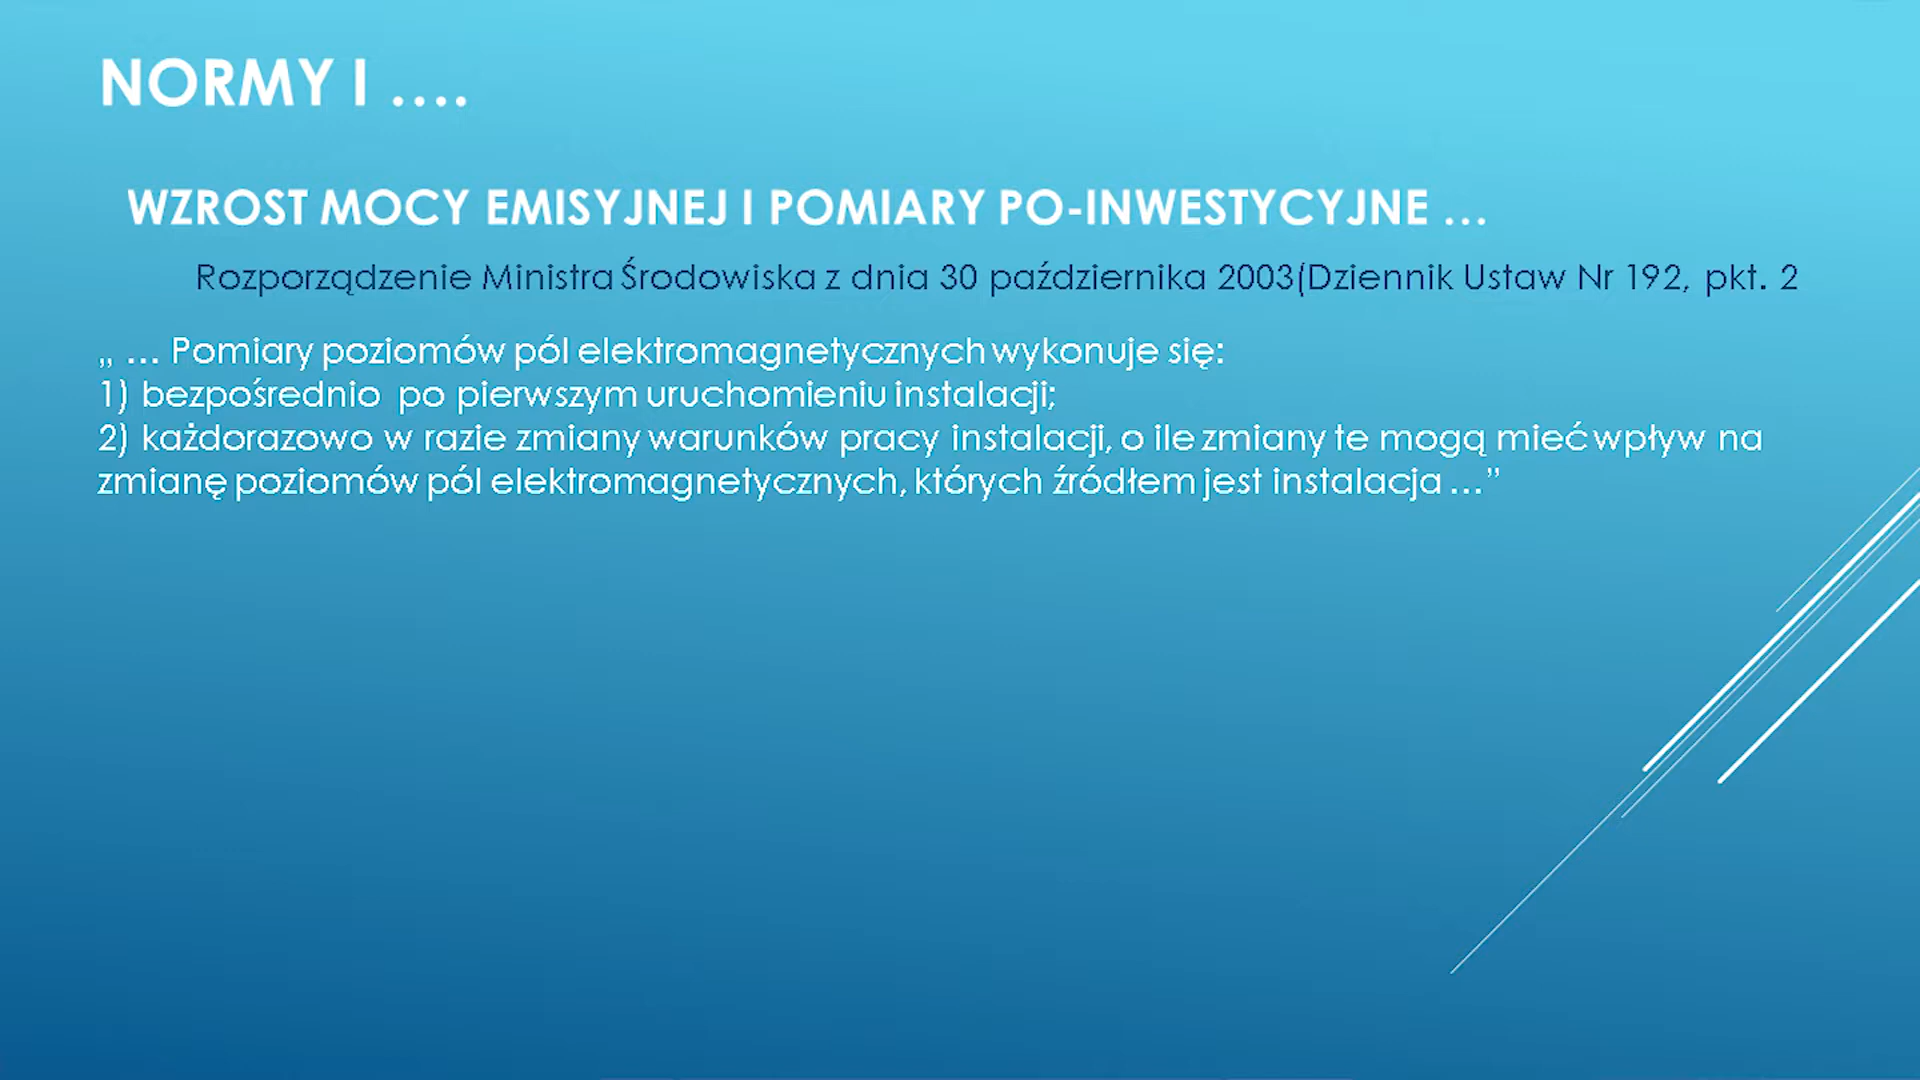 NORMY I ....
WZROST MOCY EMISYJNEJ I POMIARY PO-INWESTYCYJNE ...
Rozporządzenie Ministra Środowiska z dnia 30 października 2003(Dziennik Ustaw Nr 192, pkt. 2
„ ... Pomiary poziomów pól elektromagnetycznych wykonuje się:
1) bezpośrednio po pierwszym uruchomieniu instalacji;
2) każdorazowo w razie zmiany warunków pracy instalacji, o ile zmiany te mogą mieć wpływ na
zmianę poziomów pól elektromagnetycznych, których źródłem jest instalacja ...”